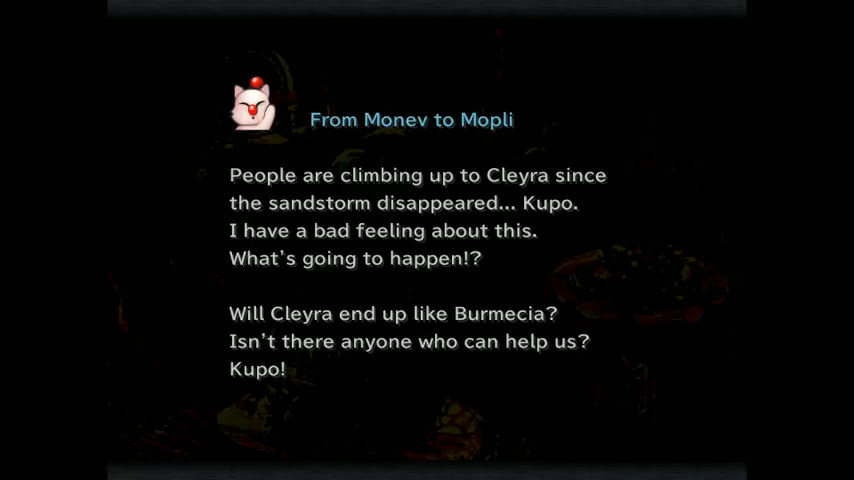 From Monev to Mopli
People are climbing up to Cleyra since
the sandstorm disappeared... Kupo.
I have a bad feeling about this.
What's going to happen!?
Will Cleyra end up like Burmecia?
Isn't there anyone who can help us?
Kupo!